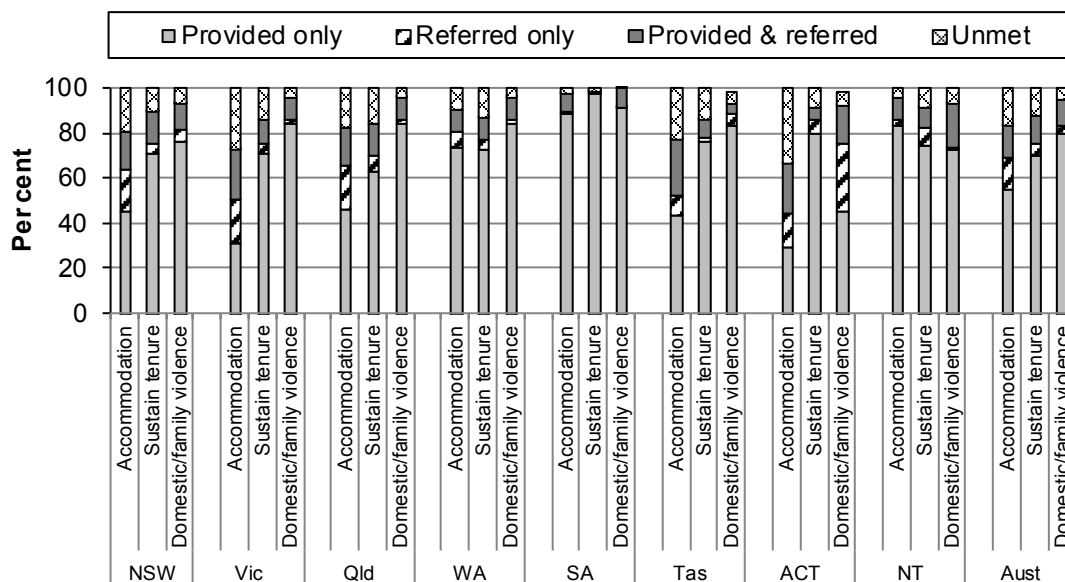 Provided only Referred only Provided & referred Unmet
Per cent
100
80
60
40
20
0
Accommodation
Sustain tenure
Domestic/family violence
Accommodation
Sustain tenure
Domestic/family violence
Accommodation
Sustain tenure
Domestic/family violence
Accommodation
Sustain tenure
Domestic/family violence
Accommodation
Sustain tenure
Domestic/family violence
Accommodation
Sustain tenure
Domestic/family violence
Accommodation
Sustain tenure
Domestic/family violence
Accommodation
Sustain tenure
Domestic/family violence
Accommodation
Sustain tenure
Domestic/family violence
NSW Vic Qld WA SA Tas ACT NT Aust